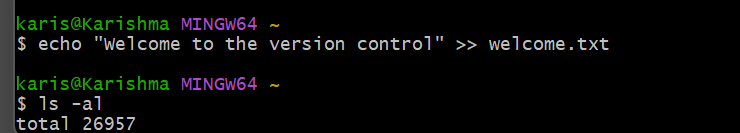 karis@Karishma MINGW64 ~
$ echo "Welcome to the version control" >> welcome.txt
karis@Karishma MINGW64 ~
$ ls -al
total 26957